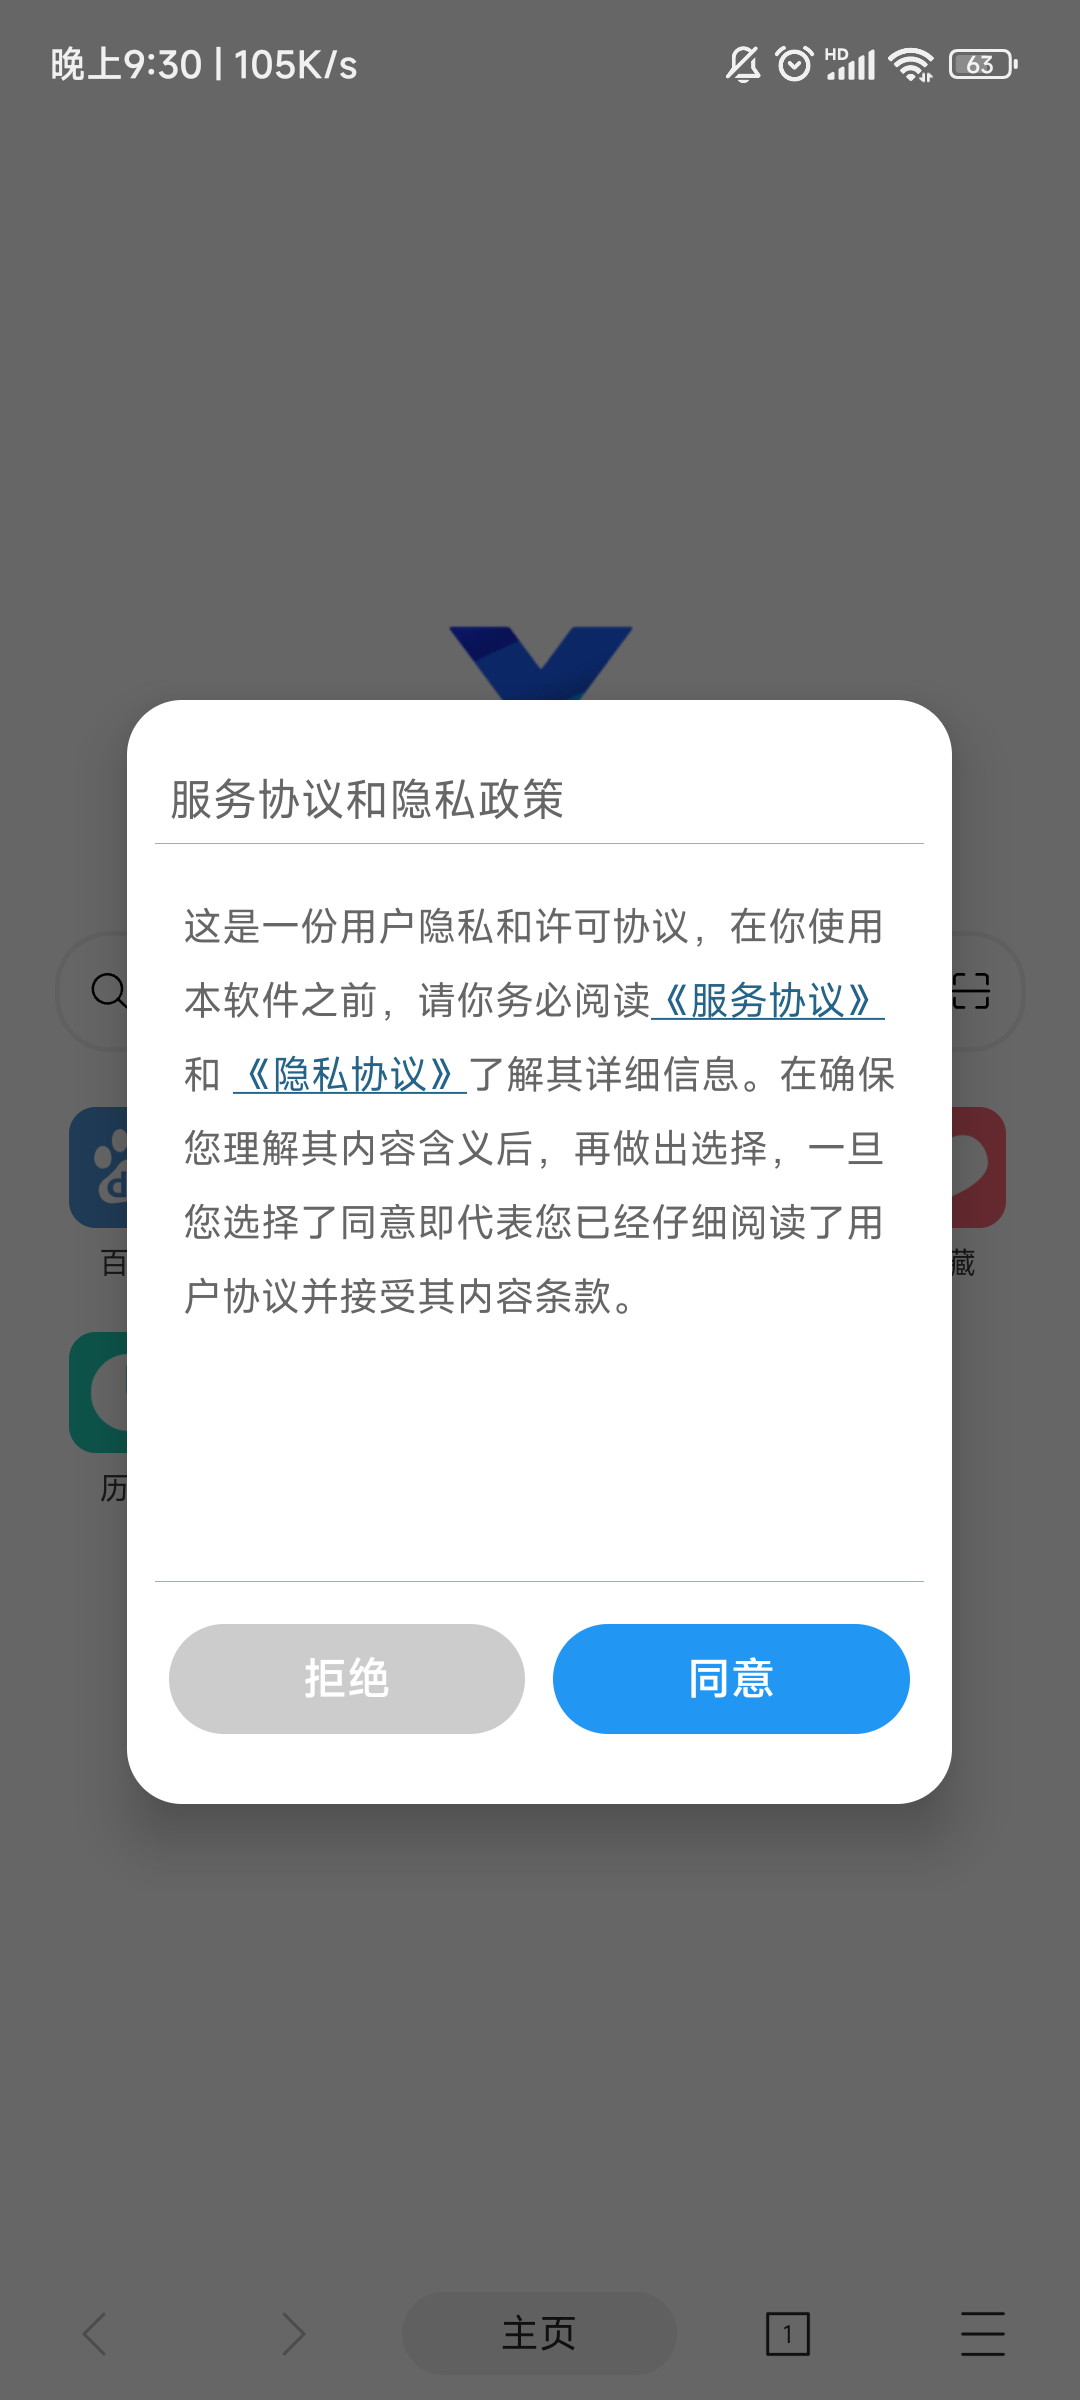 晚上9:30 | 105K/s
HD
63
服务协议和隐私政策
这是一份用户隐私和许可协议，在你使用
本软件之前，请你务必阅读《服务协议》
和 《隐私协议》了解其详细信息。在确保
您理解其内容含义后，再做出选择，一旦
您选择了同意即代表您已经仔细阅读了用
户协议并接受其内容条款。
百
藏
历
拒绝
同意
主页
1